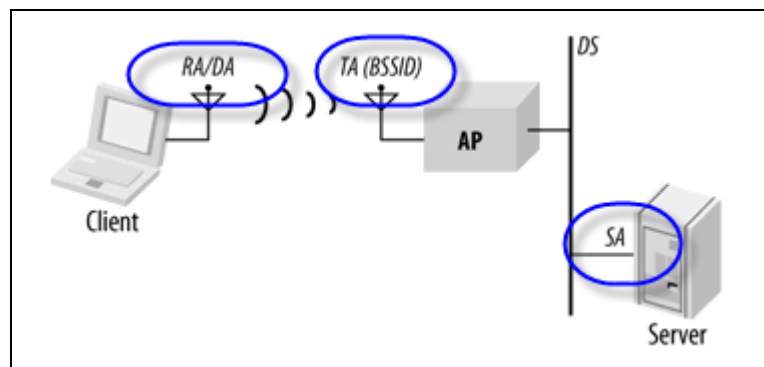 RA/DA
TA (BSSID)
DS
AP
Client
SA
Server